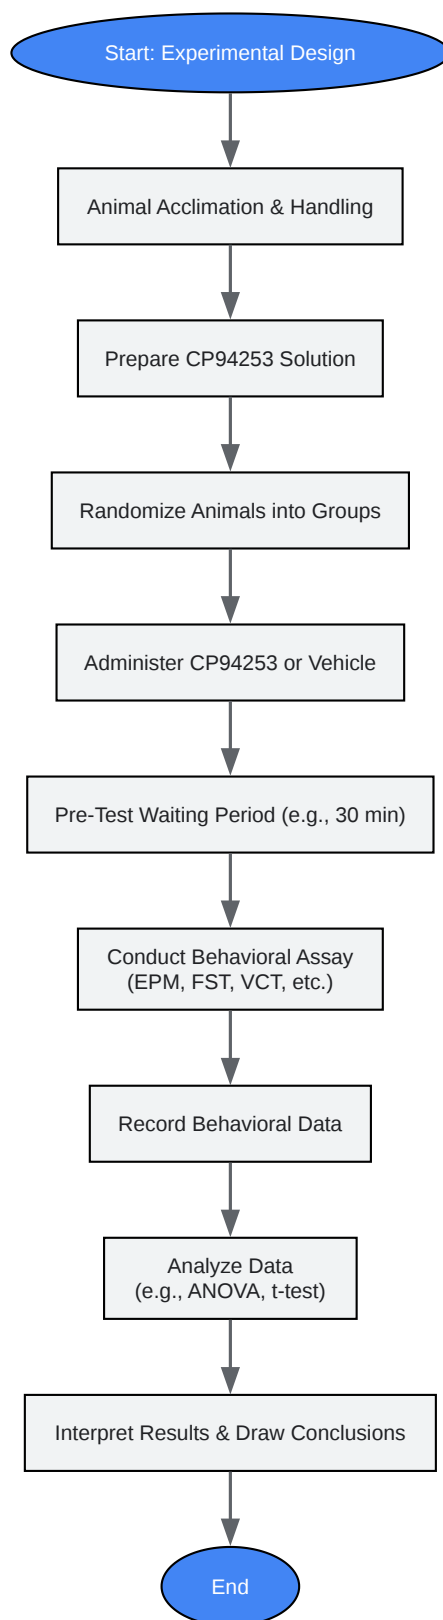 Start: Experimental Design
Animal Acclimation & Handling
Prepare CP94253 Solution
Randomize Animals into Groups
Administer CP94253 or Vehicle
Pre-Test Waiting Period (e.g., 30 min)
Conduct Behavioral Assay
(EPM, FST, VCT, etc.)
Record Behavioral Data
Analyze Data
(e.g., ANOVA, t-test)
Interpret Results & Draw Conclusions
End